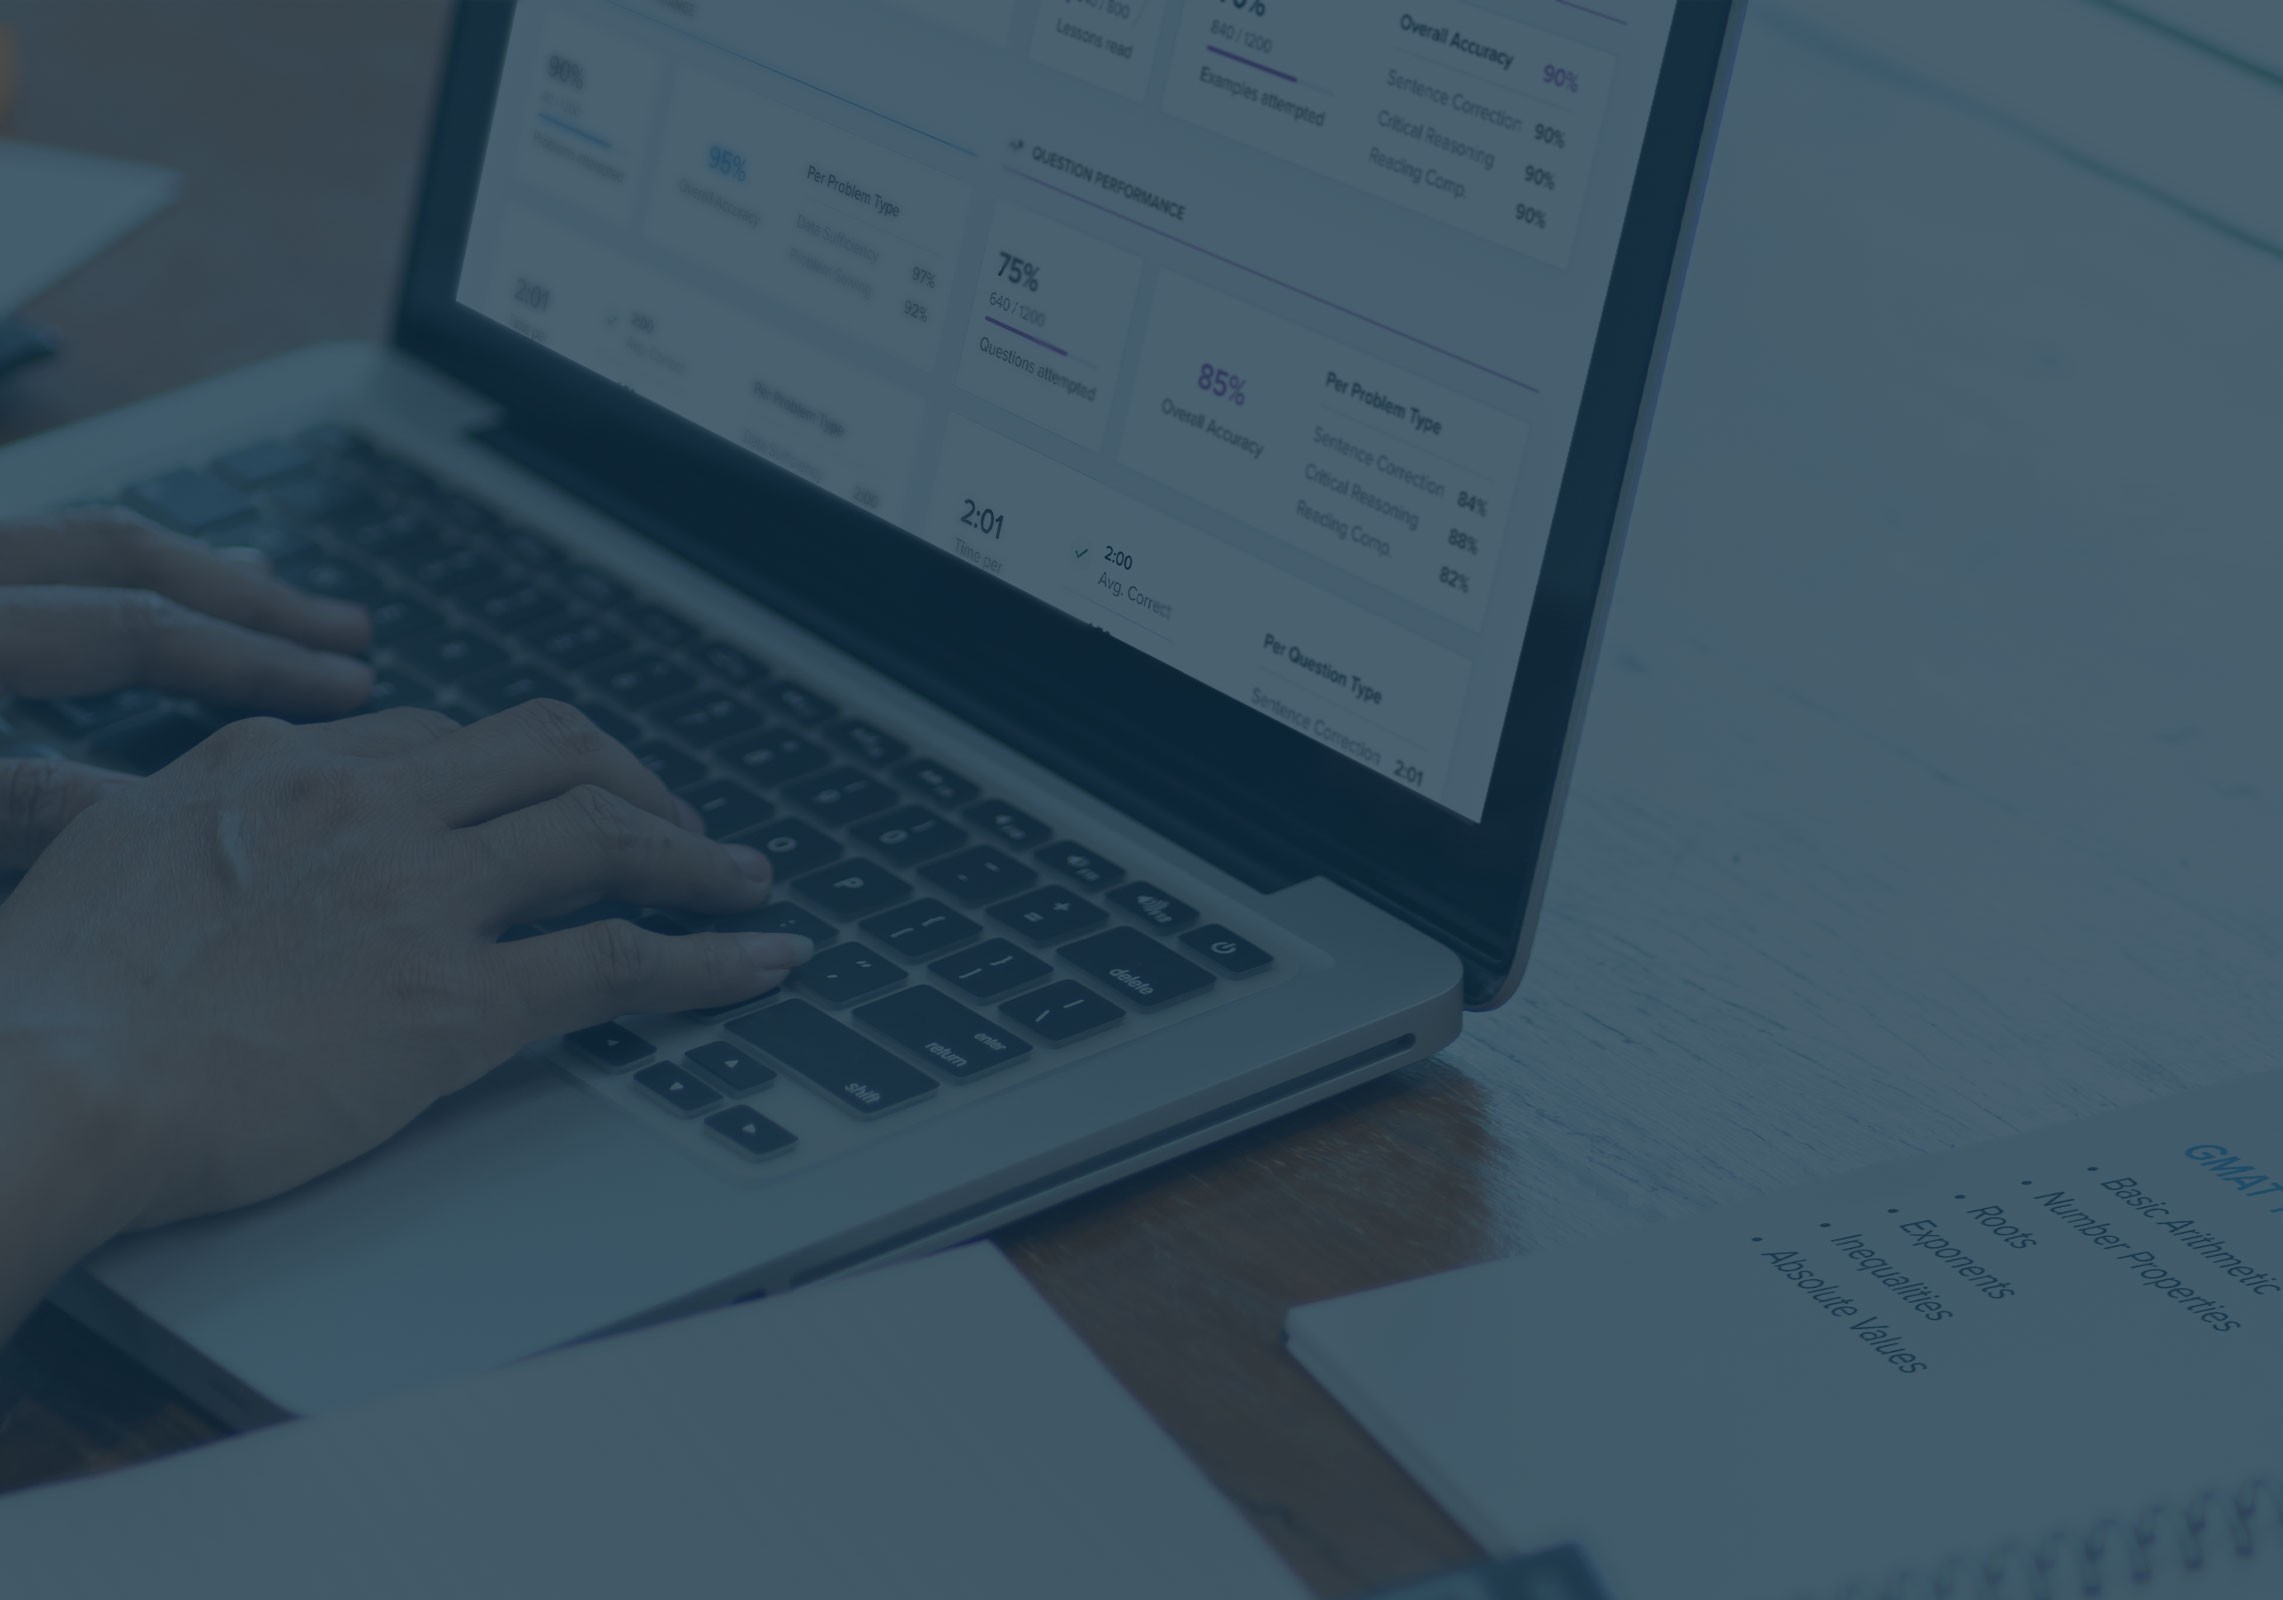 Lessons read
840 / 1200
Examples attempted
Overall Accuracy 90%
Sentence Correction 90%
Critical Reasoning 90%
Reading Comp. 90%
90%
95%
Overall Accuracy
Per Problem Type
Data Sufficiency 97%
Problem Solving 92%
QUESTION PERFORMANCE
75%
640 / 1200
Questions attempted
85%
Overall Accuracy
Per Problem Type
Sentence Correction 84%
Critical Reasoning 88%
Reading Comp. 82%
2:01
2:00
Per Problem Type
Data Sufficiency 2:00
2:01
Time per
2:00
Avg. Correct
Per Question Type
Sentence Correction 2:01
O
P
delete
enter
return
shift
GMAT
• Basic Arithmetic
• Number Properties
• Roots
• Exponents
• Inequalities
• Absolute Values